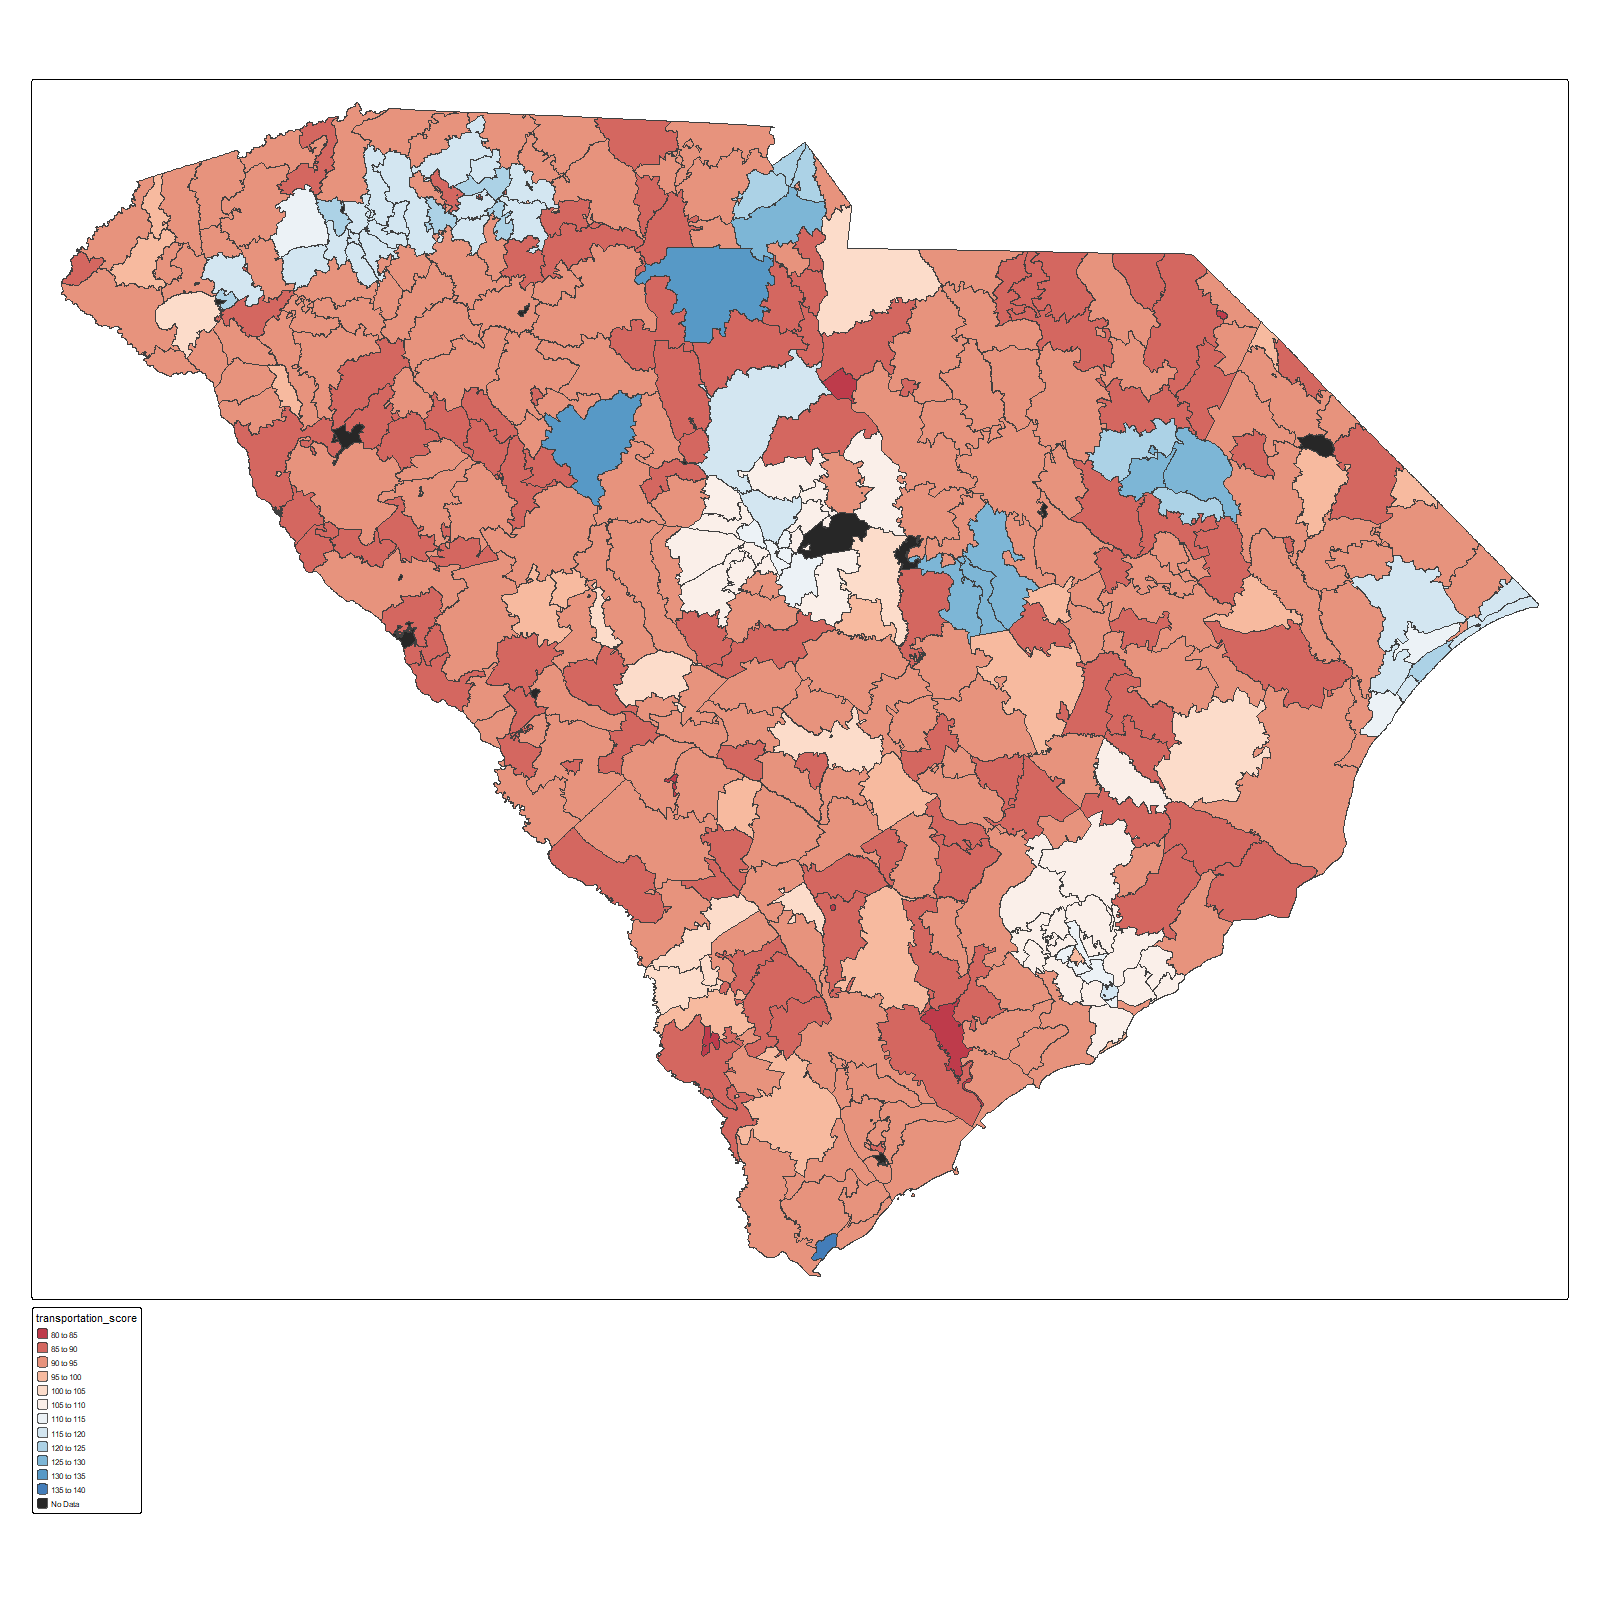 transportation_score
80 to 85
85 to 90
90 to 95
95 to 100
100 to 105
105 to 110
110 to 115
115 to 120
120 to 125
125 to 130
130 to 135
135 to 140
No Data